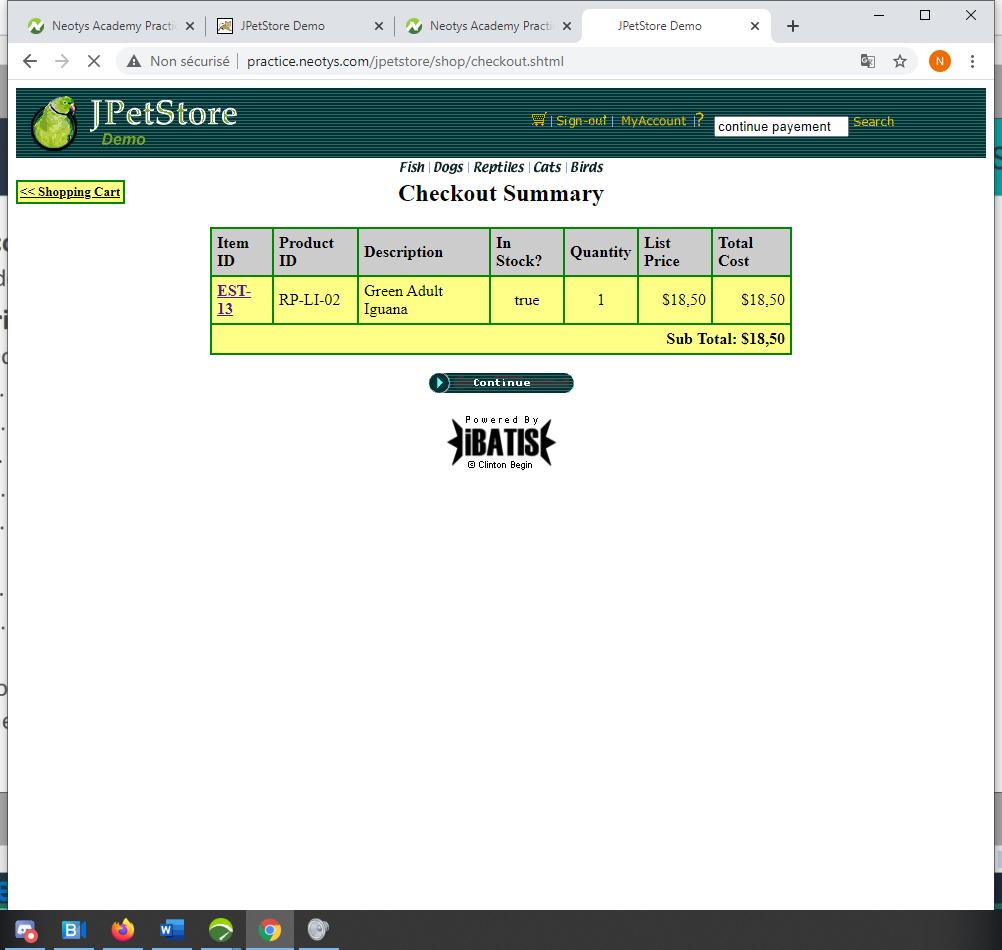 Neotys Academy Practi
JPetStore Demo
Neotys Academy Practi
JPetStore Demo
Non sécurisé
practice.neotys.com/jpetstore/shop/checkout.shtml
N
JPetStore
Demo
| Sign-out | MyAccount | ?
continue payement
Search
Fish | Dogs | Reptiles | Cats | Birds
<< Shopping Cart
Checkout Summary
Item ID Product ID Description In Stock? Quantity List Price Total Cost
EST-13 RP-LI-02 Green Adult Iguana true 1 $18,50 $18,50
Sub Total: $18,50
Continue
Powered By
iBATIS
© Clinton Begin